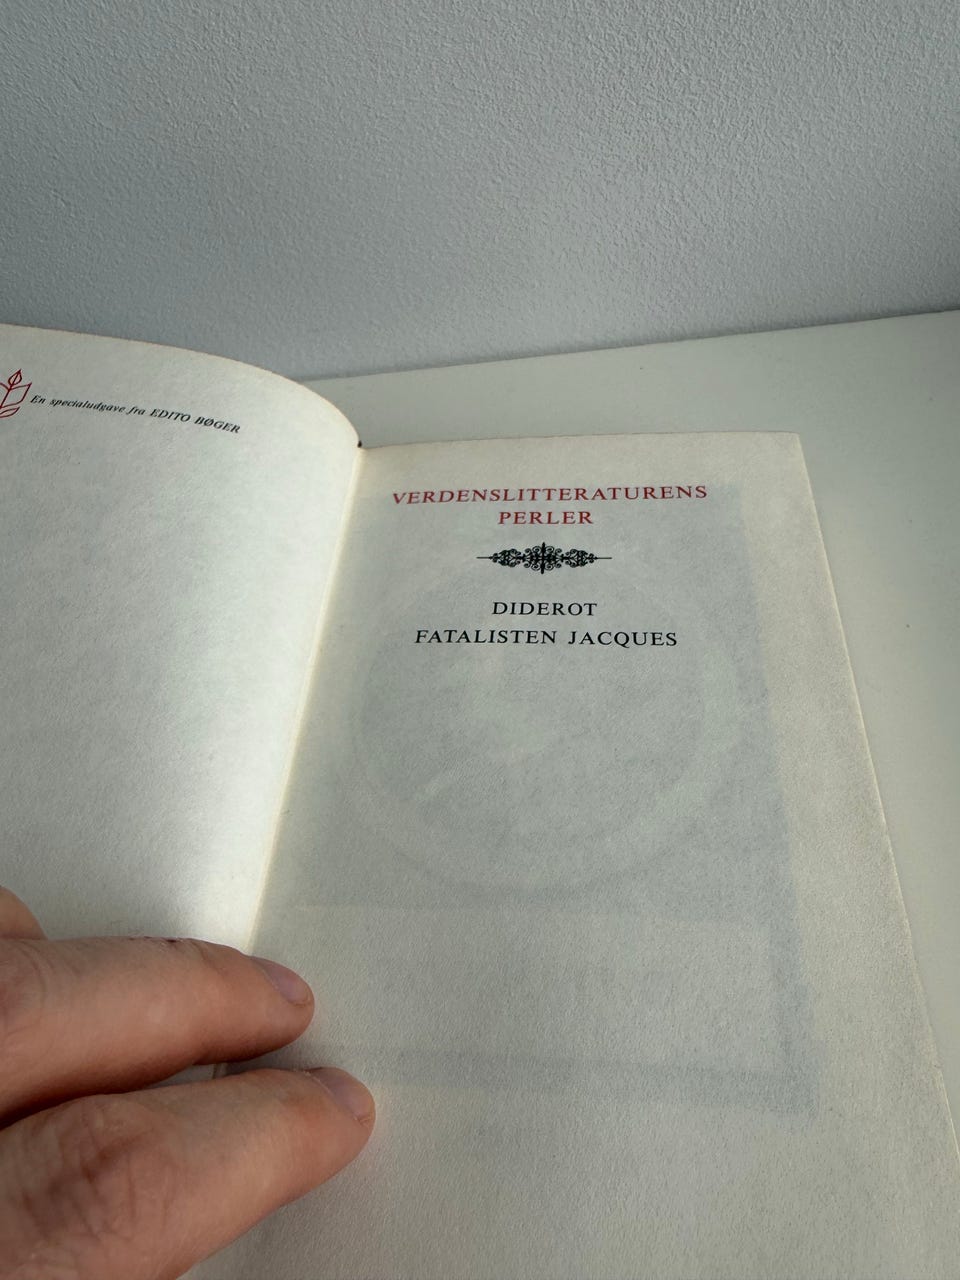 En specialudgave fra EDITO BØGER
VERDENSLITTERATURENS
PERLER
DIDEROT
FATALISTEN JACQUES